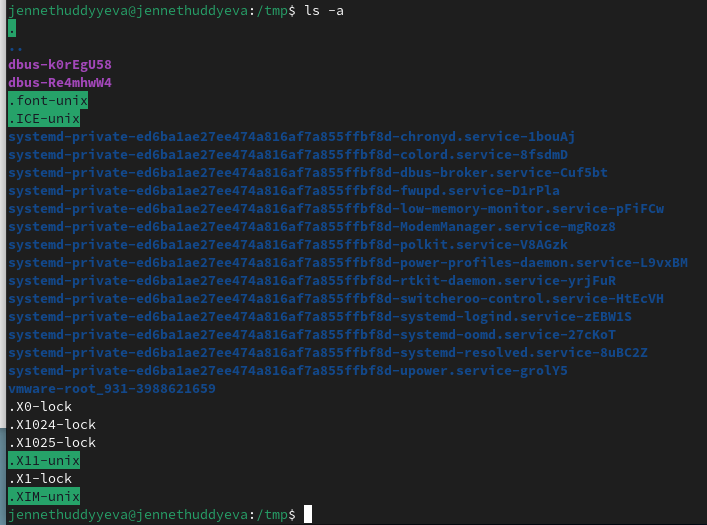 jennethuddyyeva@jennethuddyeva:/tmp$ ls -a
.
..
dbus-k0rEgU58
dbus-Re4mhwW4
.font-unix
.ICE-unix
systemd-private-ed6ba1ae27ee474a816af7a855ffbf8d-chronyd.service-1bouAj
systemd-private-ed6ba1ae27ee474a816af7a855ffbf8d-colord.service-8fsdmD
systemd-private-ed6ba1ae27ee474a816af7a855ffbf8d-dbus-broker.service-Cuf5bt
systemd-private-ed6ba1ae27ee474a816af7a855ffbf8d-fwupd.service-D1rPla
systemd-private-ed6ba1ae27ee474a816af7a855ffbf8d-low-memory-monitor.service-pFiFCw
systemd-private-ed6ba1ae27ee474a816af7a855ffbf8d-ModemManager.service-mgRoz8
systemd-private-ed6ba1ae27ee474a816af7a855ffbf8d-polkit.service-V8AGzk
systemd-private-ed6ba1ae27ee474a816af7a855ffbf8d-power-profiles-daemon.service-L9vxBM
systemd-private-ed6ba1ae27ee474a816af7a855ffbf8d-rtkit-daemon.service-yrjFuR
systemd-private-ed6ba1ae27ee474a816af7a855ffbf8d-switcheroo-control.service-HtEcVH
systemd-private-ed6ba1ae27ee474a816af7a855ffbf8d-systemd-logind.service-zEBW1S
systemd-private-ed6ba1ae27ee474a816af7a855ffbf8d-systemd-oomd.service-27cKoT
systemd-private-ed6ba1ae27ee474a816af7a855ffbf8d-systemd-resolved.service-8uBC2Z
systemd-private-ed6ba1ae27ee474a816af7a855ffbf8d-upower.service-grolY5
vmware-root_931-3988621659
.X0-lock
.X1024-lock
.X1025-lock
.X11-unix
.X1-lock
.XIM-unix
jennethuddyyeva@jennethuddyeva:/tmp$